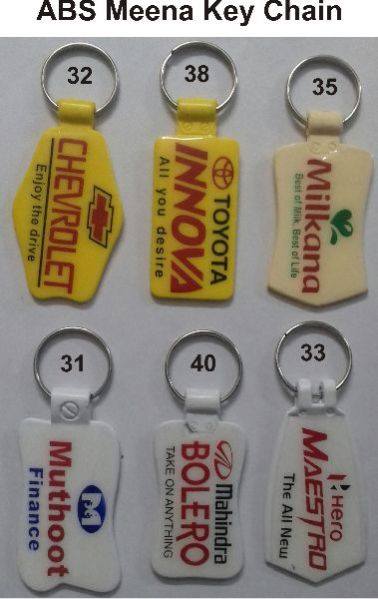 ABS Meena Key Chain
32
CHEVROLET
Enjoy the drive
38
TOYOTA
INNOVA
All you desire
35
Milkana
Best of Milk, Best of Life
31
Muthoot
Finance
40
Mahindra
BOLERO
TAKE ON ANYTHING
33
Hero
MAESTRO
The All New